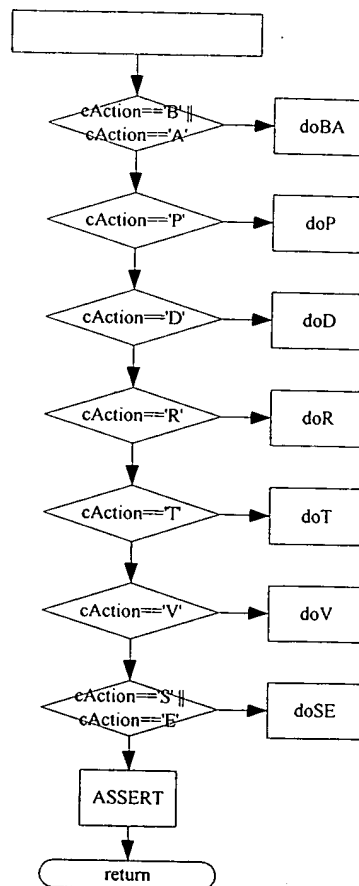 cAction=='B' ||
cAction=='A'
doBA
cAction=='P'
doP
cAction=='D'
doD
cAction=='R'
doR
cAction=='T'
doT
cAction=='V'
doV
cAction=='S' ||
cAction=='E'
doSE
ASSERT
return